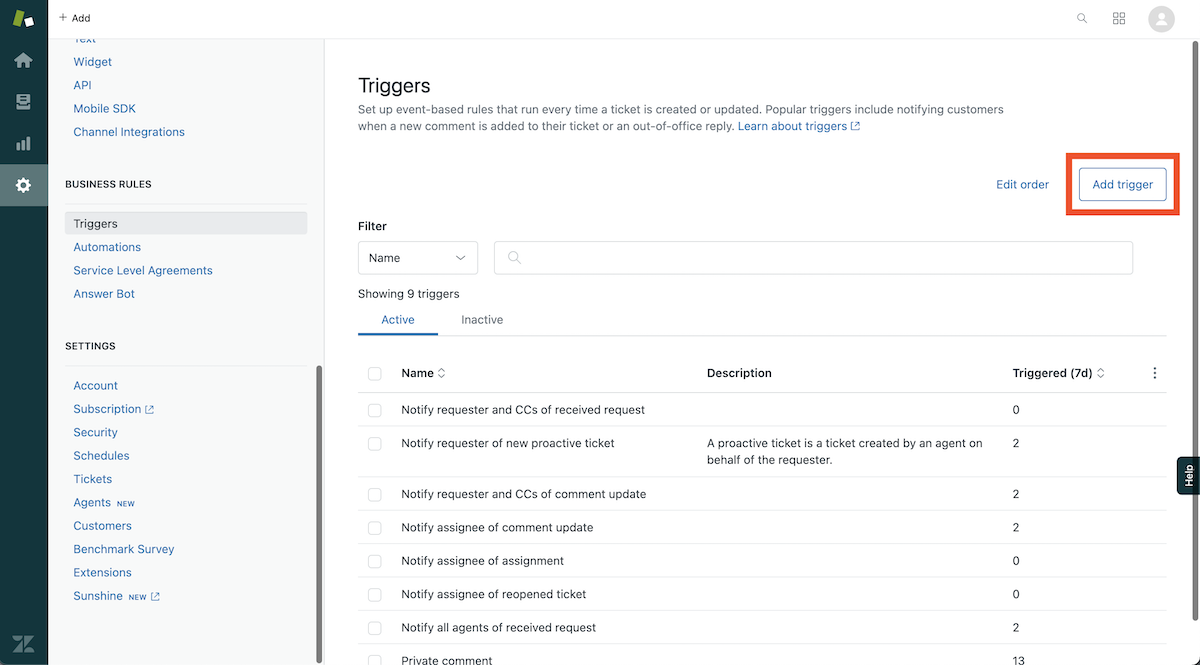 + Add
Text
Widget
API
Mobile SDK
Channel Integrations
BUSINESS RULES
Triggers
Automations
Service Level Agreements
Answer Bot
SETTINGS
Account
Subscription
Security
Schedules
Tickets
Agents NEW
Customers
Benchmark Survey
Extensions
Sunshine NEW
Triggers
Set up event-based rules that run every time a ticket is created or updated. Popular triggers include notifying customers
when a new comment is added to their ticket or an out-of-office reply. Learn about triggers
Edit order
Add trigger
Filter
Name
Showing 9 triggers
Active Inactive
Name Description Triggered (7d)
Notify requester and CCs of received request 0
Notify requester of new proactive ticket A proactive ticket is a ticket created by an agent on 2
behalf of the requester.
Notify requester and CCs of comment update 2
Notify assignee of comment update 2
Notify assignee of assignment 0
Notify assignee of reopened ticket 0
Notify all agents of received request 2
Private comment 13
Help